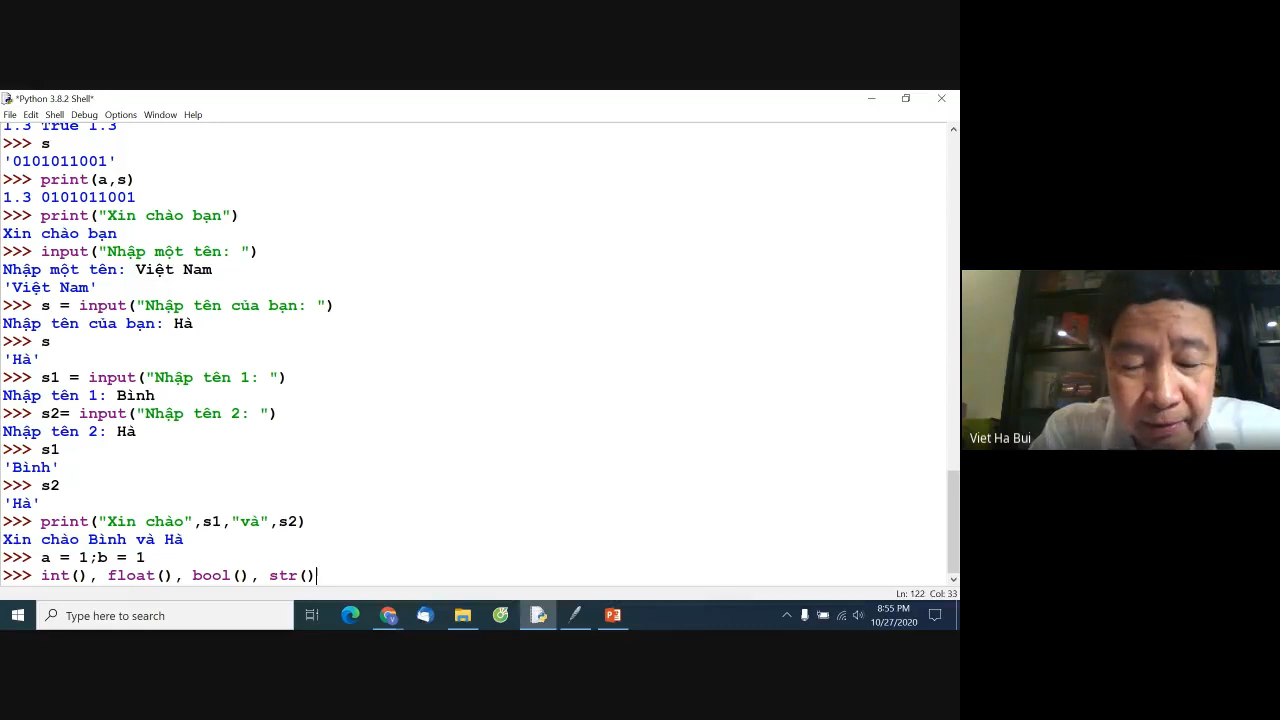 *Python 3.8.2 Shell*
File Edit Shell Debug Options Window Help
1.3 True 1.3
>>> s
'0101011001'
>>> print(a,s)
1.3 0101011001
>>> print("Xin chào bạn")
Xin chào bạn
>>> input("Nhập một tên: ")
Nhập một tên: Việt Nam
'Việt Nam'
>>> s = input("Nhập tên của bạn: ")
Nhập tên của bạn: Hà
>>> s
'Hà'
>>> s1 = input("Nhập tên 1: ")
Nhập tên 1: Bình
>>> s2= input("Nhập tên 2: ")
Nhập tên 2: Hà
>>> s1
'Bình'
>>> s2
'Hà'
>>> print("Xin chào",s1,"và",s2)
Xin chào Bình và Hà
>>> a = 1;b = 1
>>> int(), float(), bool(), str()
Ln: 122 Col: 33
Type here to search
8:55 PM
10/27/2020
Viet Ha Bui